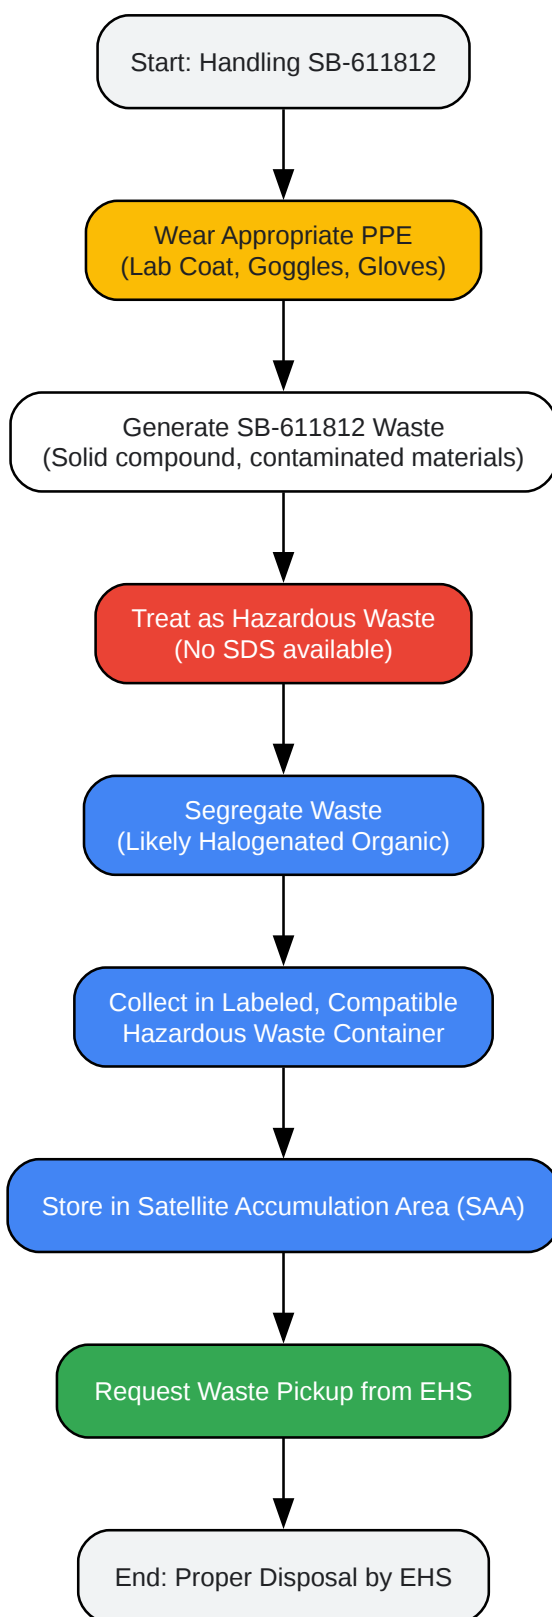 Start: Handling SB-611812
Wear Appropriate PPE
(Lab Coat, Goggles, Gloves)
Generate SB-611812 Waste
(Solid compound, contaminated materials)
Treat as Hazardous Waste
(No SDS available)
Segregate Waste
(Likely Halogenated Organic)
Collect in Labeled, Compatible
Hazardous Waste Container
Store in Satellite Accumulation Area (SAA)
Request Waste Pickup from EHS
End: Proper Disposal by EHS